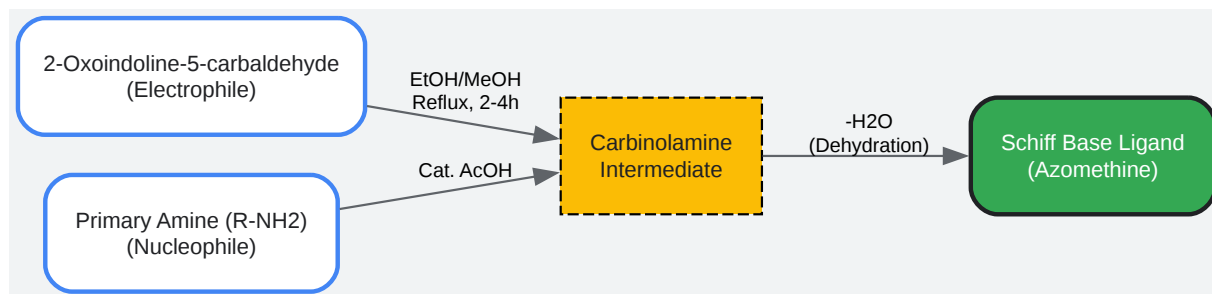 2-Oxoindoline-5-carbaldehyde
(Electrophile)
EtOH/MeOH
Reflux, 2-4h
Cat. AcOH
Primary Amine (R-NH2)
(Nucleophile)
Carbinolamine
Intermediate
-H2O
(Dehydration)
Schiff Base Ligand
(Azomethine)